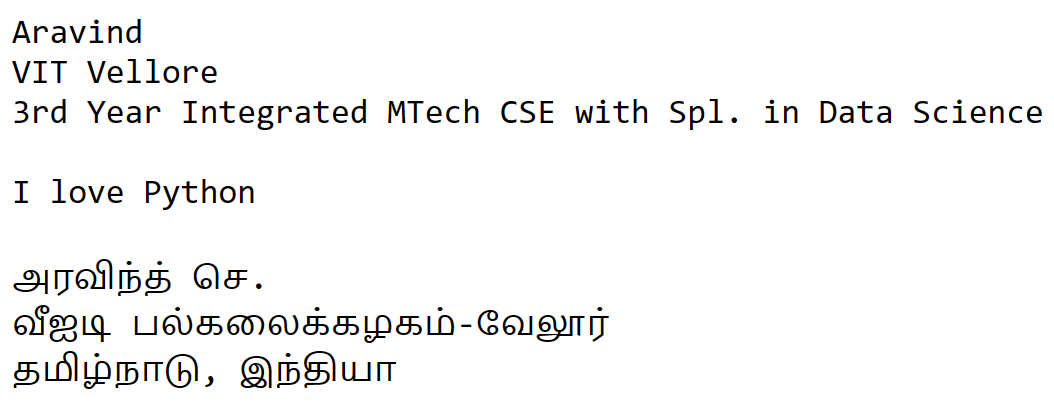 Aravind
VIT Vellore
3rd Year Integrated MTech CSE with Spl. in Data Science
I love Python
அரவிந்த் செ.
வீஐடி பல்கலைக்கழகம்-வேலூர்
தமிழ்நாடு, இந்தியா